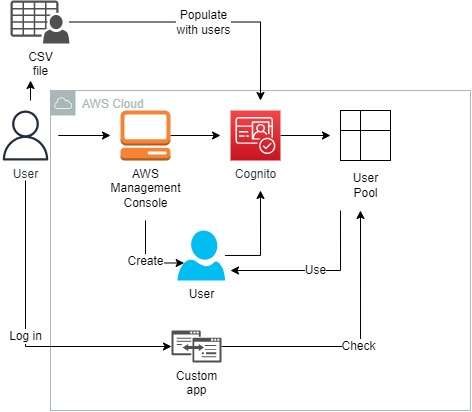 Populate
with users
CSV
file
AWS Cloud
User
AWS
Management
Console
Cognito
User
Pool
Create
User
Use
Log in
Check
Custom
app